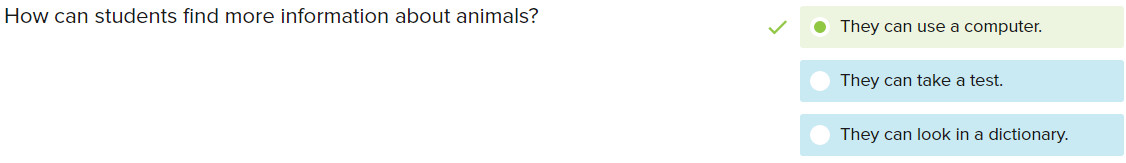 How can students find more information about animals?
They can use a computer.
They can take a test.
They can look in a dictionary.